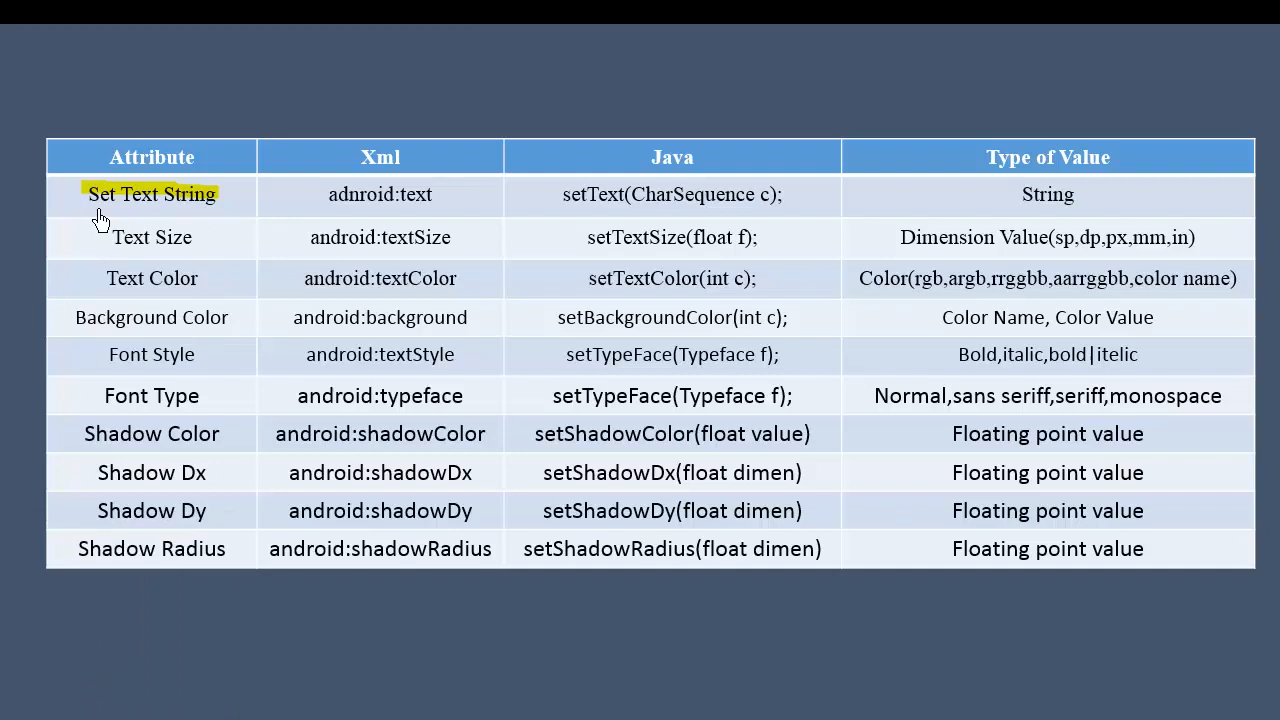 Attribute Xml Java Type of Value
Set Text String adnroid:text setText(CharSequence c); String
Text Size android:textSize setTextSize(float f); Dimension Value(sp,dp,px,mm,in)
Text Color android:textColor setTextColor(int c); Color(rgb,argb,rrggbb,aarrggbb,color name)
Background Color android:background setBackgroundColor(int c); Color Name, Color Value
Font Style android:textStyle setTypeFace(Typeface f); Bold,italic,bold|itelic
Font Type android:typeface setTypeFace(Typeface f); Normal,sans seriff,seriff,monospace
Shadow Color android:shadowColor setShadowColor(float value) Floating point value
Shadow Dx android:shadowDx setShadowDx(float dimen) Floating point value
Shadow Dy android:shadowDy setShadowDy(float dimen) Floating point value
Shadow Radius android:shadowRadius setShadowRadius(float dimen) Floating point value